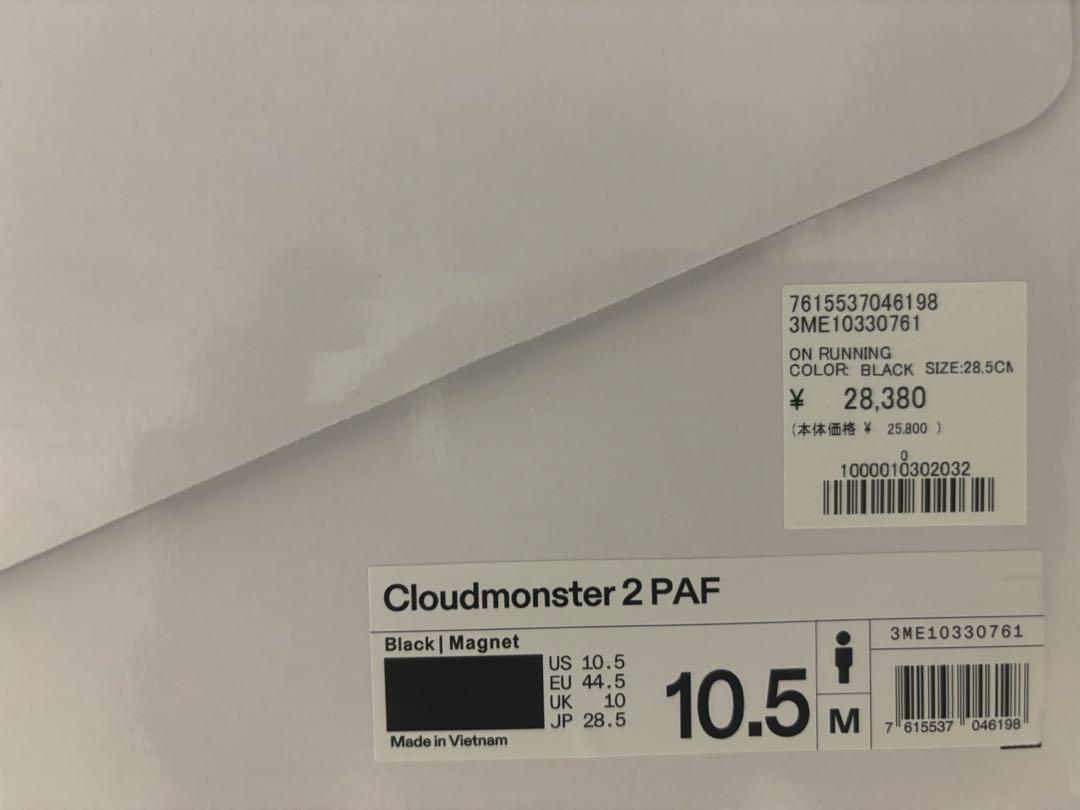 7615537046198
3ME10330761
ON RUNNING
COLOR: BLACK SIZE:28.5CM
¥ 28,380
(本体価格 ¥ 25,800 )
0
1000010302032
Cloudmonster 2 PAF
Black | Magnet
US 10.5
EU 44.5
UK 10
JP 28.5
Made in Vietnam
10.5
M
3ME10330761
7 615537 046198